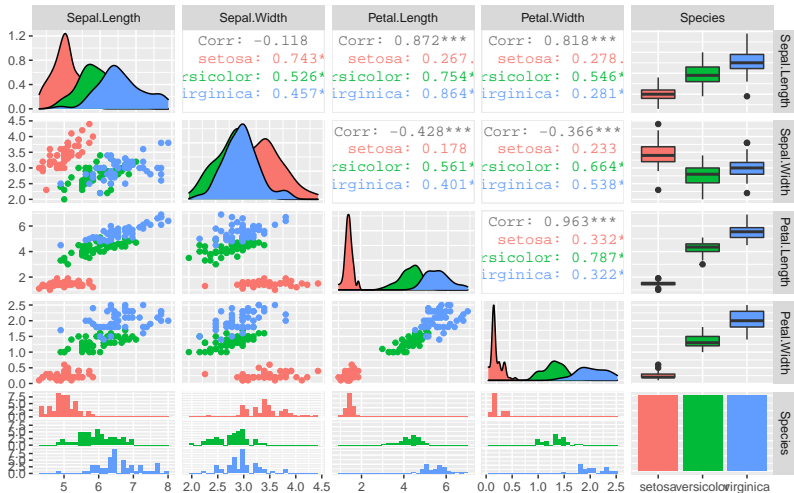 Sepal.Length Sepal.Width Petal.Length Petal.Width Species
1.2
0.8
0.4
0.0
Corr: -0.118
setosa: 0.743*
rsicolor: 0.526*
irginica: 0.457*
Corr: 0.872***
setosa: 0.267.
rsicolor: 0.754*
irginica: 0.864*
Corr: 0.818***
setosa: 0.278.
rsicolor: 0.546*
irginica: 0.281*
Sepal.Length
4.5
4.0
3.5
3.0
2.5
2.0
Corr: -0.428***
setosa: 0.178
rsicolor: 0.561*
irginica: 0.401*
Corr: -0.366***
setosa: 0.233
rsicolor: 0.664*
irginica: 0.538*
Sepal.Width
6
4
2
Corr: 0.963***
setosa: 0.332*
rsicolor: 0.787*
irginica: 0.322*
Petal.Length
2.5
2.0
1.5
1.0
0.5
0.0
Petal.Width
7.5
5.0
2.5
0.0
7.5
5.0
2.5
0.0
7.5
5.0
2.5
0.0
Species
5 6 7 8 2.0 2.5 3.0 3.5 4.0 4.5 2 4 6 0.0 0.5 1.0 1.5 2.0 2.5 setosa versicolor virginica